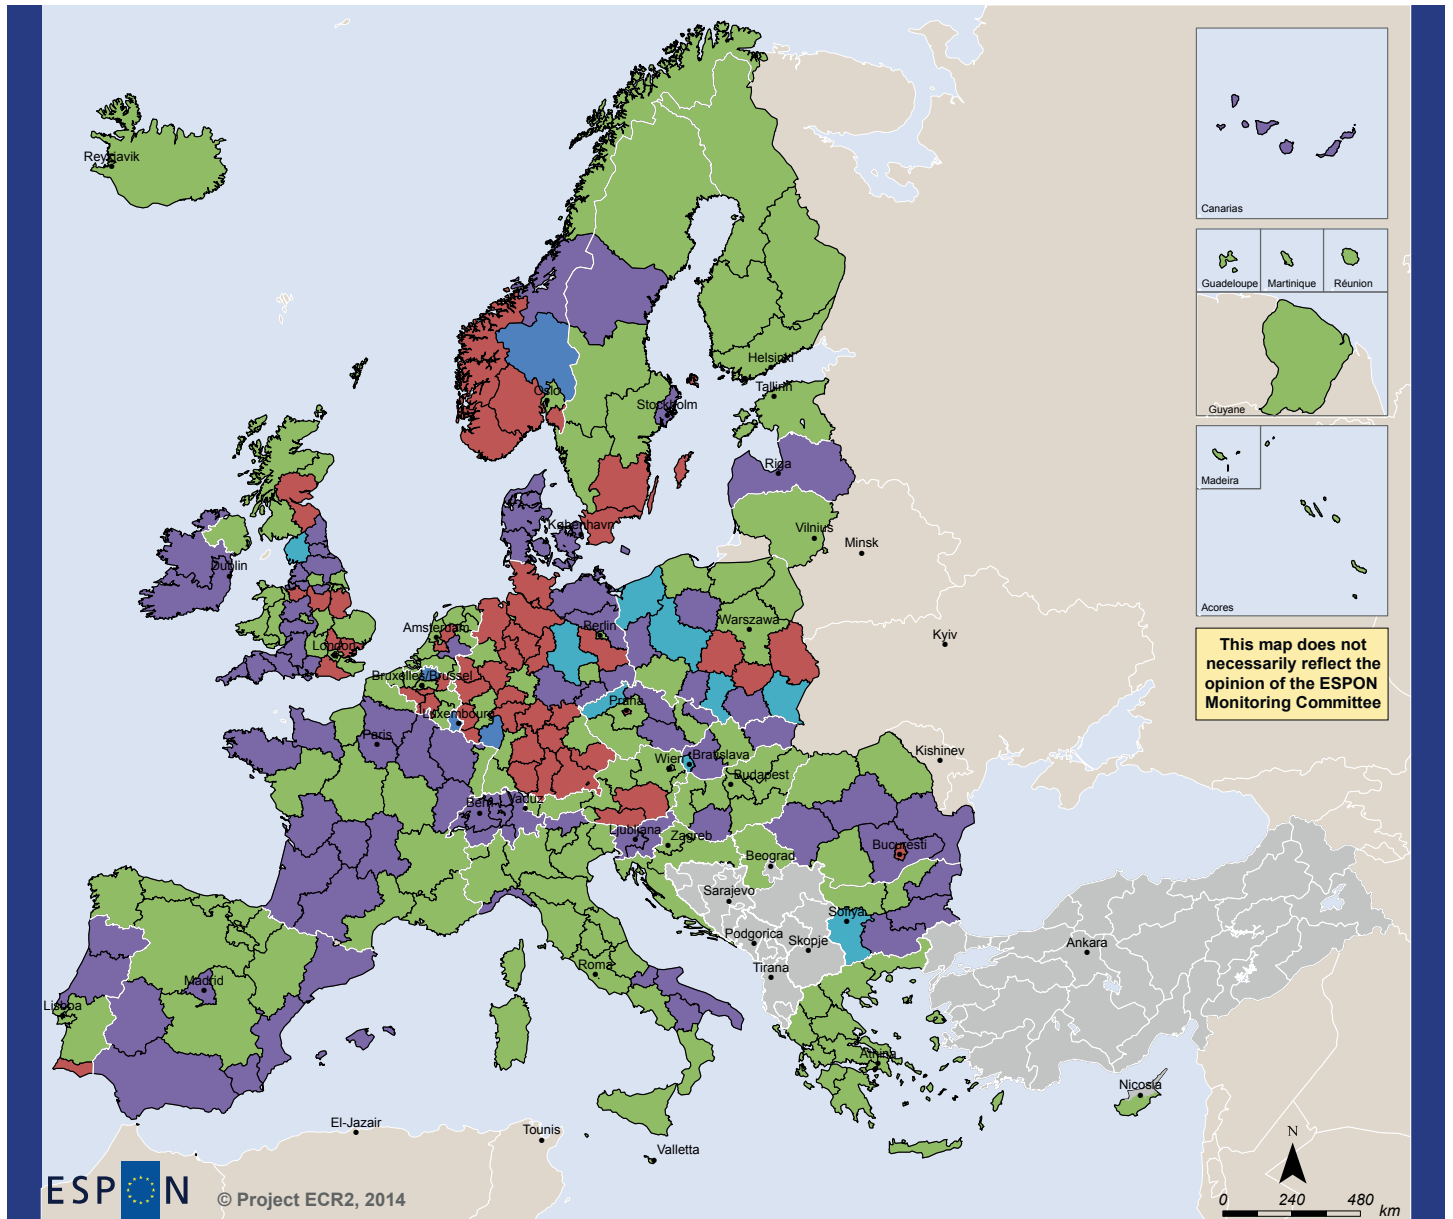 Reykjavik
Canarias
Guadeloupe
Martinique
Réunion
Helsinki
Tallinn
Oslo
Stockholm
Guyane
Riga
Madeira
København
Vilnius
Minsk
Dublin
Acores
Amsterdam
Berlin
Warszawa
Kyiv
London
Bruxelles/Brussel
This map does not
necessarily reflect the
opinion of the ESPON
Monitoring Committee
Praha
Luxembourg
Paris
Kishinev
Wien
Bratislava
Budapest
Bern
Vaduz
Ljubljana
Zagreb
Bucuresti
Beograd
Sarajevo
Sofiya
Podgorica
Skopje
Ankara
Roma
Tirana
Madrid
Lisboa
Athina
Nicosia
El-Jazair
Tounis
Valletta
N
ESPON
© Project ECR2, 2014
0 240 480
km